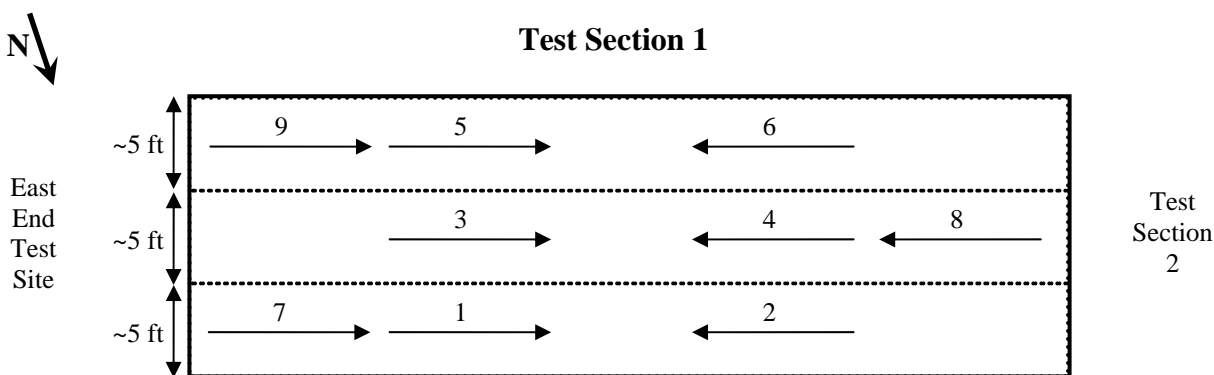 N
Test Section 1
~5 ft
9
5
6
East
End
Test
Site
~5 ft
3
4
8
Test
Section
2
~5 ft
7
1
2